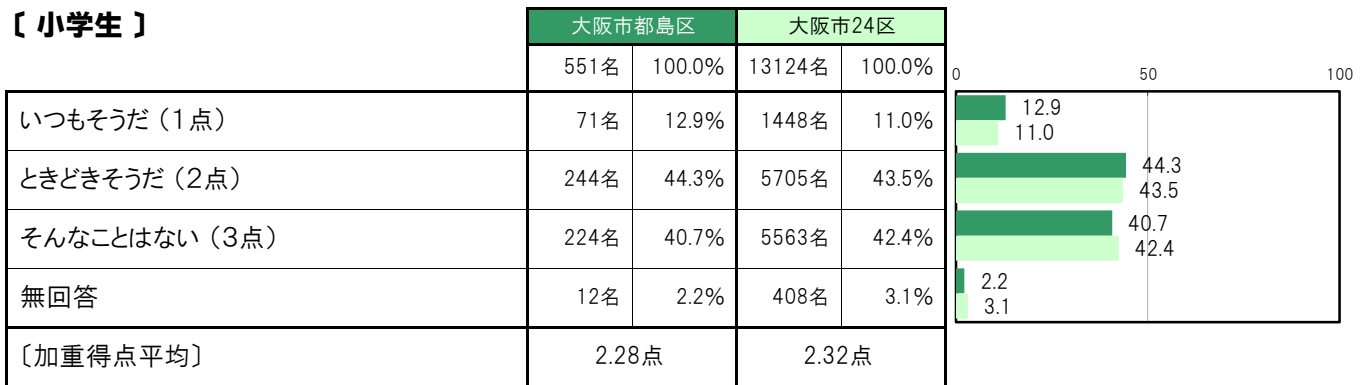 〔 小学生 〕
大阪市都島区 大阪市24区
551名 100.0% 13124名 100.0%
0 50 100
いつもそうだ （1点） 71名 12.9% 1448名 11.0%
12.9
11.0
ときどきそうだ （2点） 244名 44.3% 5705名 43.5%
44.3
43.5
そんなことはない （3点） 224名 40.7% 5563名 42.4%
40.7
42.4
無回答 12名 2.2% 408名 3.1%
2.2
3.1
〔加重得点平均〕 2.28点 2.32点